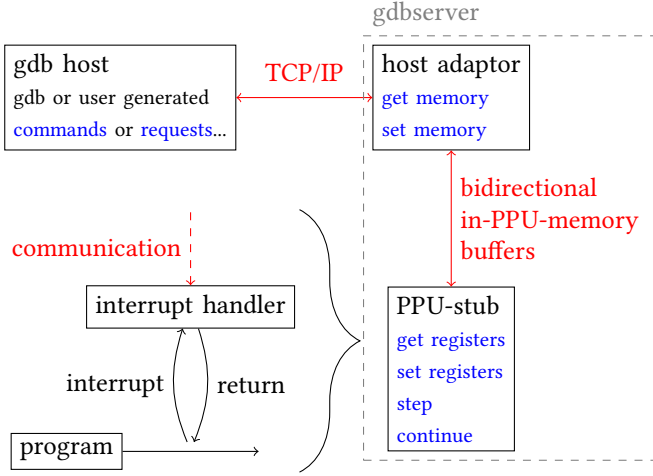 gdbserver
gdb host
gdb or user generated
commands or requests...
TCP/IP
host adaptor
get memory
set memory
bidirectional
in-PPU-memory
buffers
communication
interrupt handler
interrupt
return
program
PPU-stub
get registers
set registers
step
continue